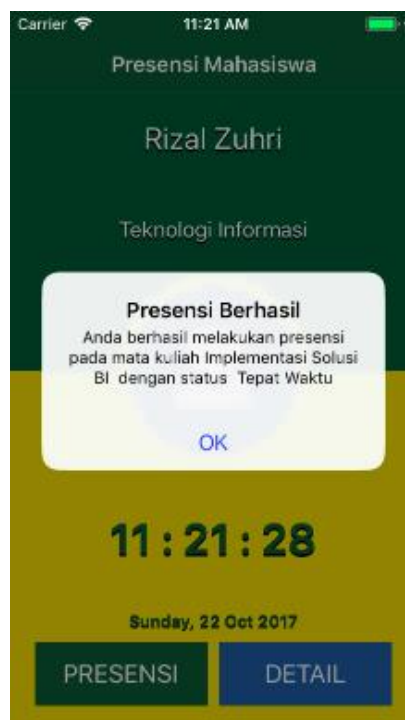 Carrier 11:21 AM
Presensi Mahasiswa
Rizal Zuhri
Teknologi Informasi
Presensi Berhasil
Anda berhasil melakukan presensi
pada mata kuliah Implementasi Solusi
BI dengan status Tepat Waktu
OK
11 : 21 : 28
Sunday, 22 Oct 2017
PRESENSI DETAIL